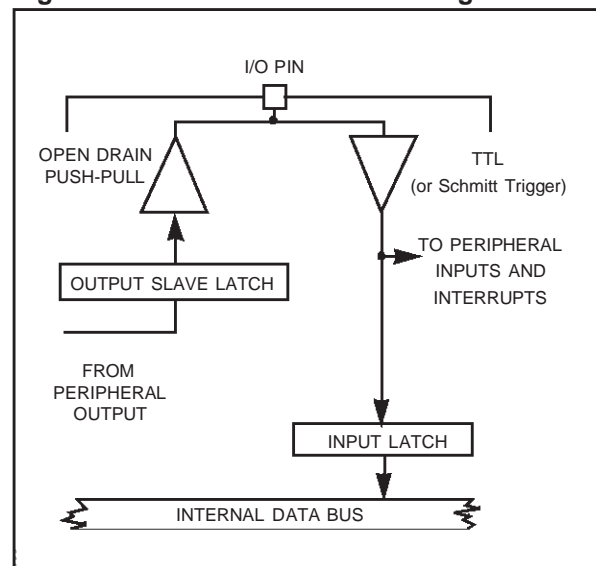 I/O PIN
OPEN DRAIN
PUSH-PULL
TTL
(or Schmitt Trigger)
TO PERIPHERAL
INPUTS AND
INTERRUPTS
OUTPUT SLAVE LATCH
FROM
PERIPHERAL
OUTPUT
INPUT LATCH
INTERNAL DATA BUS